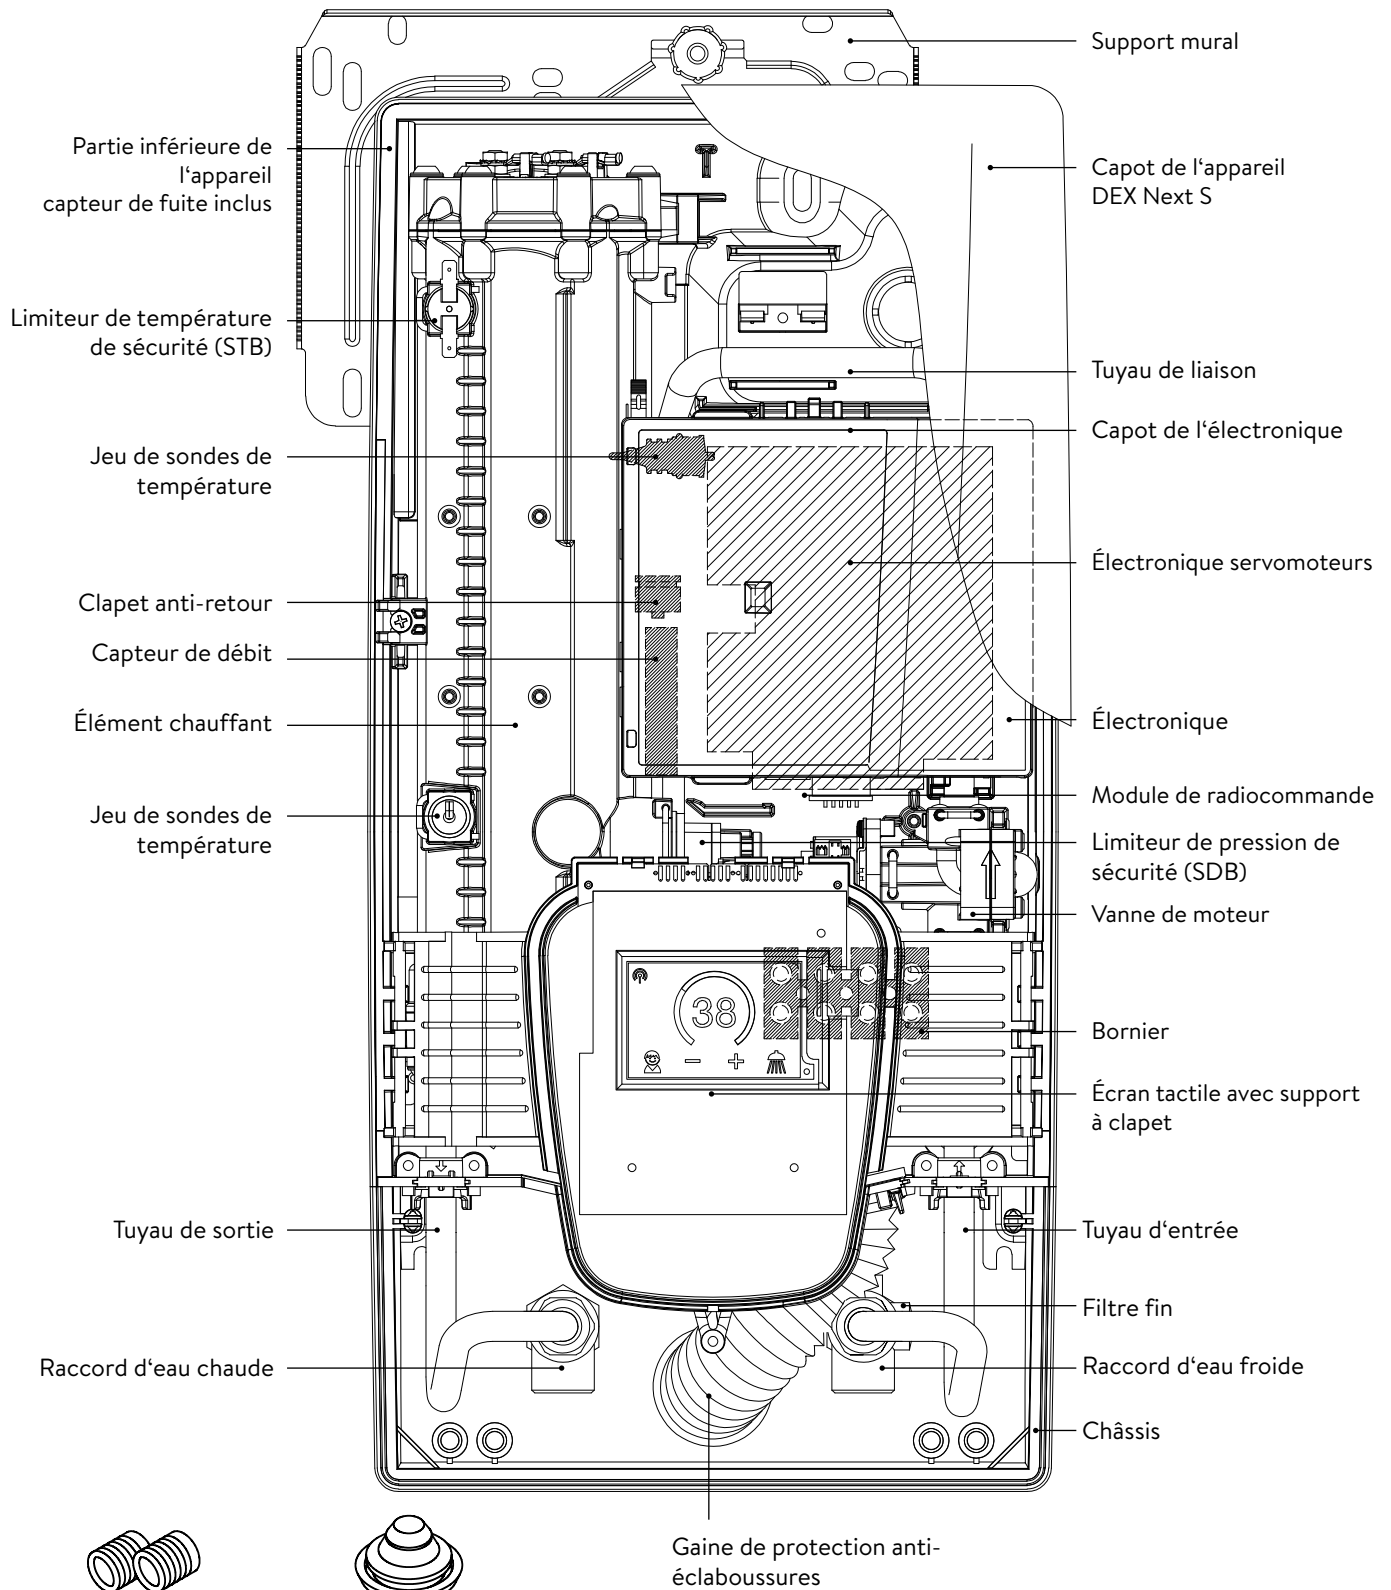 Support mural
Partie inférieure de
l‘appareil
capteur de fuite inclus
Capot de l‘appareil
DEX Next S
Limiteur de température
de sécurité (STB)
Tuyau de liaison
Capot de l‘électronique
Jeu de sondes de
température
Électronique servomoteurs
Clapet anti-retour
Capteur de débit
Élément chauffant
Électronique
Module de radiocommande
Jeu de sondes de
température
Limiteur de pression de
sécurité (SDB)
Vanne de moteur
38
Bornier
Écran tactile avec support
à clapet
Tuyau de sortie
Tuyau d‘entrée
Filtre fin
Raccord d‘eau chaude
Raccord d‘eau froide
Châssis
Gaine de protection anti-
éclaboussures